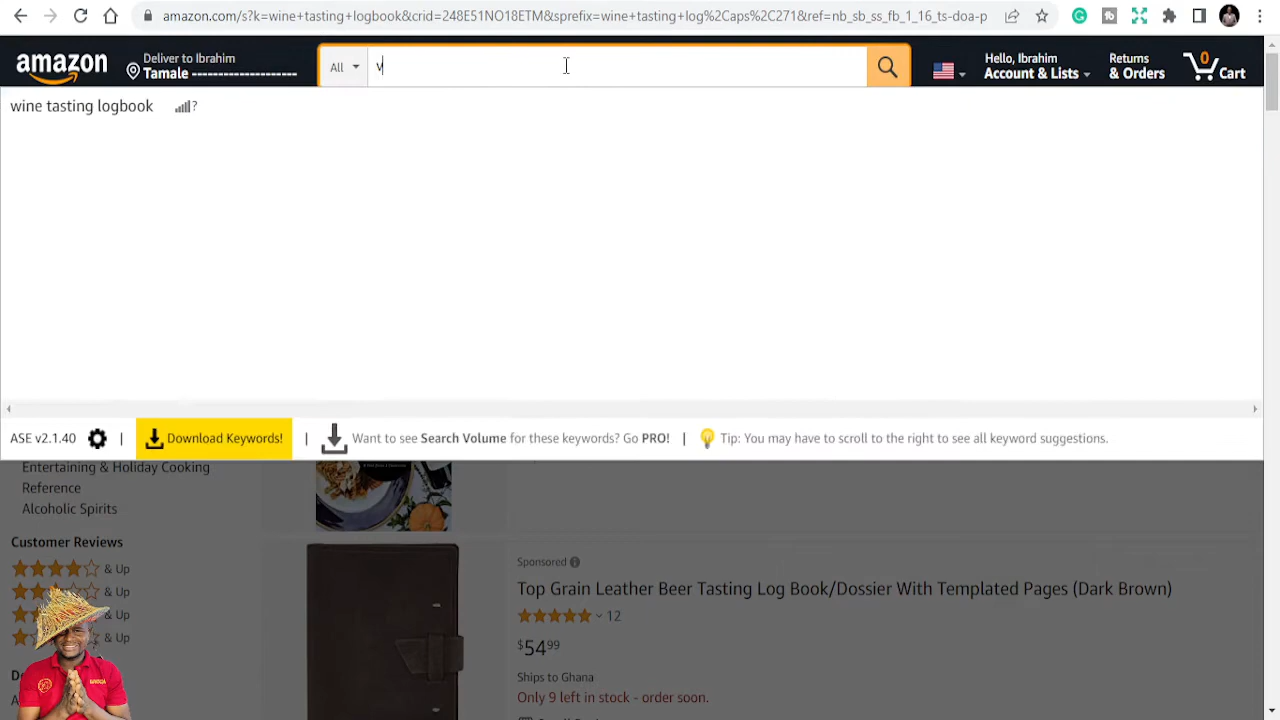 amazon.com/s?k=wine+tasting+logbook&crid=248E51NO18ETM&sprefix=wine+tasting+log%2Caps%2C271&ref=nb_sb_ss_fb_1_16_ts-doa-p
amazon
Deliver to Ibrahim
Tamale
All
v
Hello, Ibrahim
Account & Lists
Returns
& Orders
0
Cart
wine tasting logbook ?
ASE v2.1.40 | Download Keywords! | Want to see Search Volume for these keywords? Go PRO! | Tip: You may have to scroll to the right to see all keyword suggestions.
Entertaining & Holiday Cooking
Reference
Alcoholic Spirits
Customer Reviews
& Up
& Up
& Up
& Up
Sponsored
Top Grain Leather Beer Tasting Log Book/Dossier With Templated Pages (Dark Brown)
12
$54 99
Ships to Ghana
Only 9 left in stock - order soon.